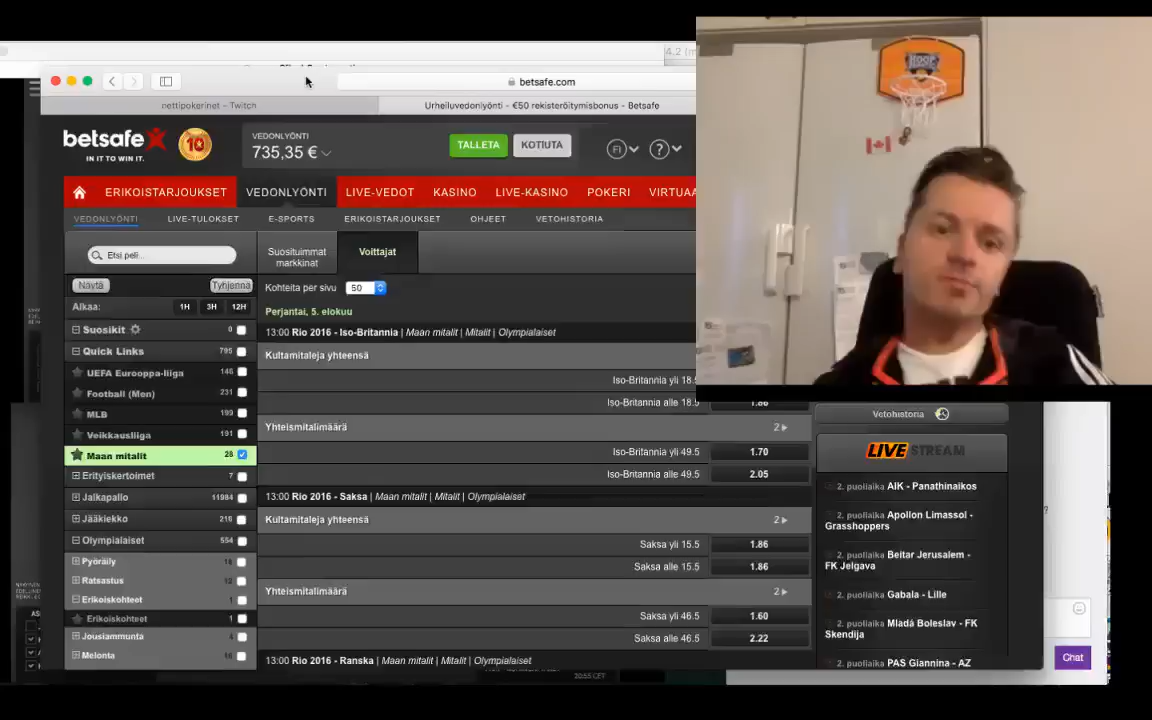 4.2 (m
betsafe.com
nettipokerinet – Twitch
Urheiluvedonlyönti - €50 rekisteröitymisbonus - Betsafe
betsafe
IN IT TO WIN IT.
10
VEDONLYÖNTI
735,35 €
TALLETA
KOTIUTA
FI
?
ERIKOISTARJOUKSET
VEDONLYÖNTI
LIVE-VEDOT
KASINO
LIVE-KASINO
POKERI
VIRTUAA
VEDONLYÖNTI
LIVE-TULOKSET
E-SPORTS
ERIKOISTARJOUKSET
OHJEET
VETOHISTORIA
Etsi peli...
Suosituimmat
markkinat
Voittajat
Näytä
Tyhjennä
Kohteita per sivu 50
Alkaa: 1H 3H 12H
Perjantai, 5. elokuu
Suosikit 0
Quick Links 795
UEFA Eurooppa-liiga 146
Football (Men) 231
MLB 199
Veikkausliiga 191
Maan mitalit 28
Erityiskertoimet 7
Jalkapallo 11984
Jääkiekko 216
Olympialaiset 554
Pyöräily
Ratsastus
Erikoiskohteet 1
Erikoiskohteet 1
Jousiammunta
Melonta
13:00 Rio 2016 - Iso-Britannia | Maan mitalit | Mitalit | Olympialaiset
Kultamitaleja yhteensä
Iso-Britannia yli 18.5
Iso-Britannia alle 18.5 1.86
Yhteismitalimäärä 2
Iso-Britannia yli 49.5 1.70
Iso-Britannia alle 49.5 2.05
13:00 Rio 2016 - Saksa | Maan mitalit | Mitalit | Olympialaiset
Kultamitaleja yhteensä 2
Saksa yli 15.5 1.86
Saksa alle 15.5 1.86
Yhteismitalimäärä 2
Saksa yli 46.5 1.60
Saksa alle 46.5 2.22
13:00 Rio 2016 - Ranska | Maan mitalit | Mitalit | Olympialaiset
HOOP
Vetohistoria
LIVE STREAM
2. puoliaika AIK - Panathinaikos
2. puoliaika Apollon Limassol -
Grasshoppers
2. puoliaika Beitar Jerusalem -
FK Jelgava
2. puoliaika Gabala - Lille
2. puoliaika Mladá Boleslav - FK
Skendija
2. puoliaika PAS Giannina - AZ
Chat